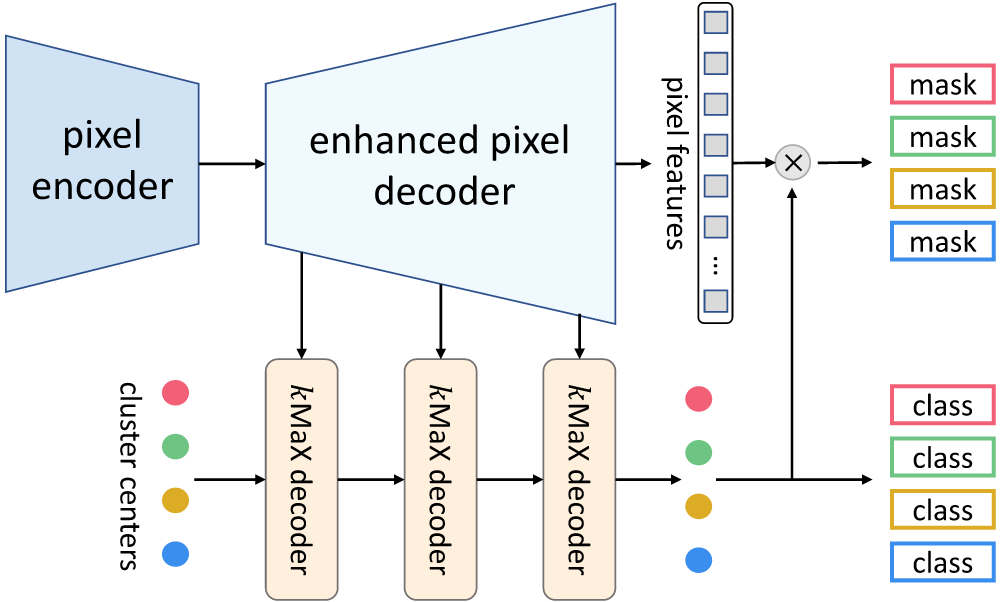 pixel
encoder
enhanced pixel
decoder
pixel features
...
mask
mask
mask
mask
cluster centers
kMaX decoder
kMaX decoder
kMaX decoder
class
class
class
class